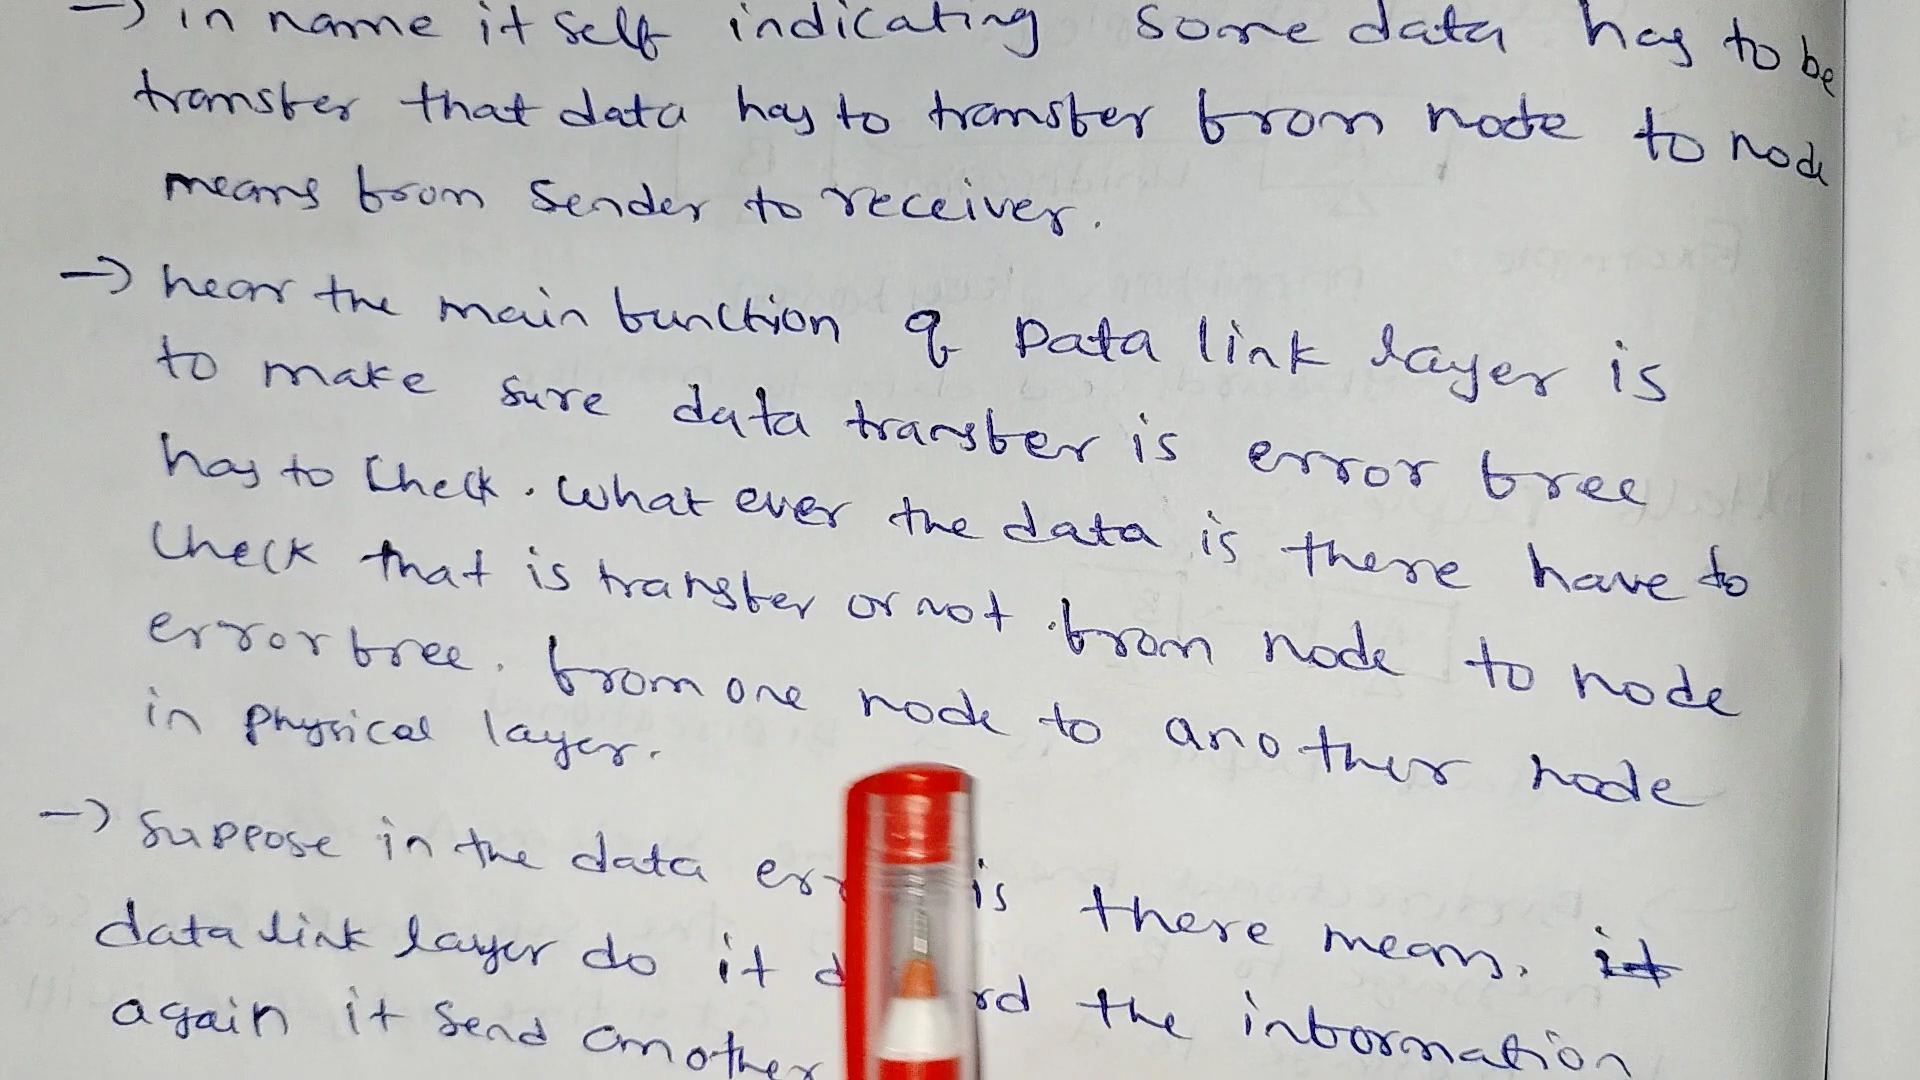 → in name it self indicating some data has to be
transfer that data has to transfer from node to node
means from sender to receiver.
→ hear the main function of Data link layer is
to make sure data transfer is error free
has to check. what ever the data is there have to
check that is transfer or not. from node to node
error free. from one node to another node
in physical layer.
→ suppose in the data is there means. it
data link layer do it the information
again it send another